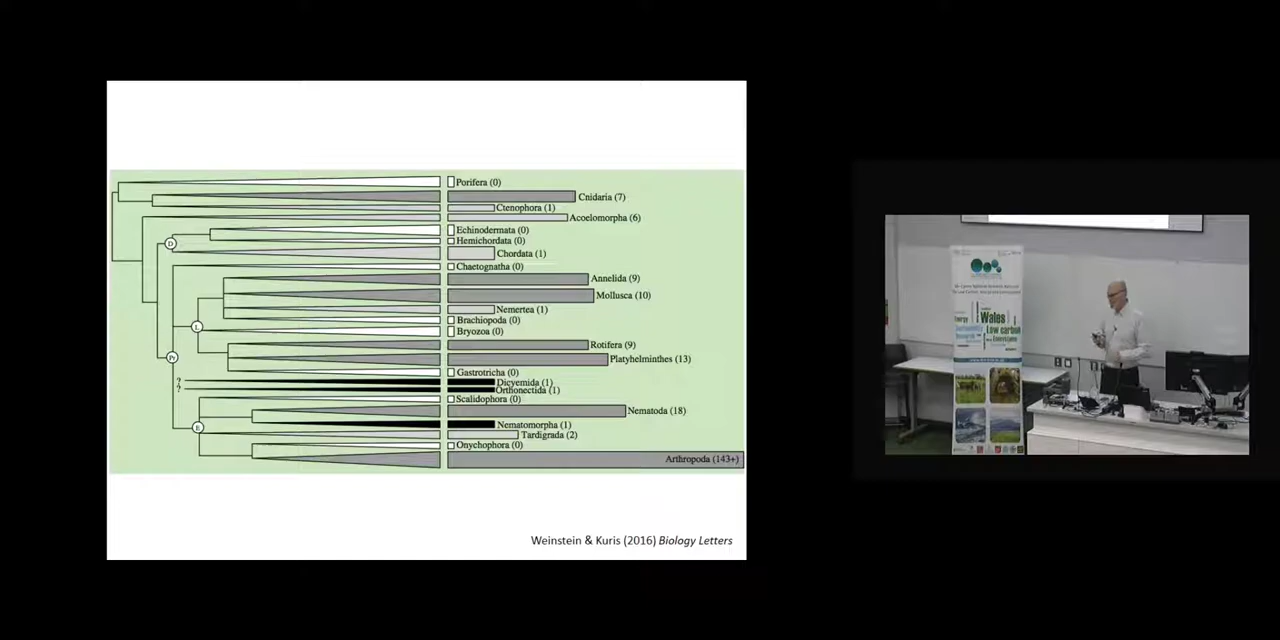 Porifera (0)
Cnidaria (7)
Ctenophora (1)
Acoelomorpha (6)
Echinodermata (0)
Hemichordata (0)
D
Chordata (1)
Chaetognatha (0)
Annelida (9)
Mollusca (10)
Nemertea (1)
Brachiopoda (0)
L
Bryozoa (0)
Rotifera (9)
Pr
Platyhelminthes (13)
Gastrotricha (0)
? Dicyemida (1)
? Orthonectida (1)
Scalidophora (0)
Nematoda (18)
E
Nematomorpha (1)
Tardigrada (2)
Onychophora (0)
Arthropoda (143+)
Weinstein & Kuris (2016) Biology Letters
Wales
Low carbon